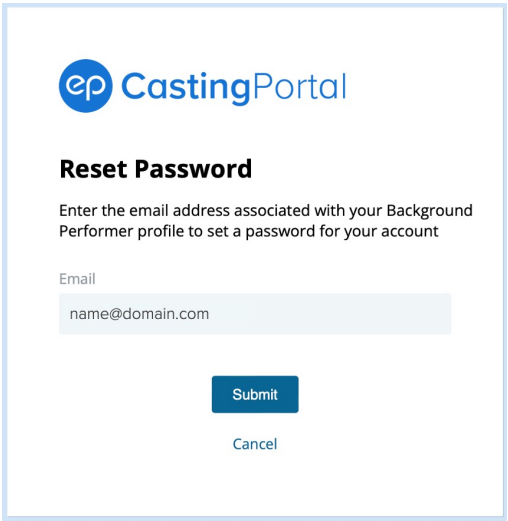 ep CastingPortal
Reset Password
Enter the email address associated with your Background
Performer profile to set a password for your account
Email
name@domain.com
Submit
Cancel